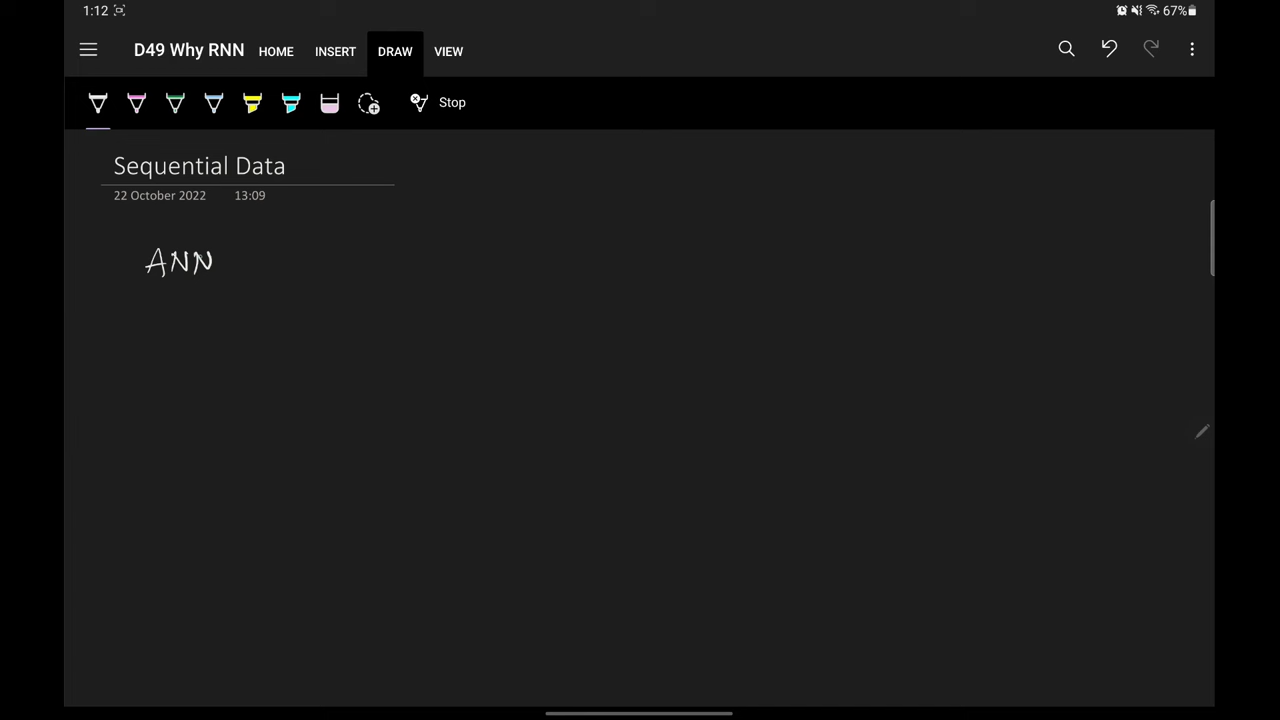 1:12 67%
D49 Why RNN HOME INSERT DRAW VIEW
Stop
Sequential Data
22 October 2022 13:09
ANN